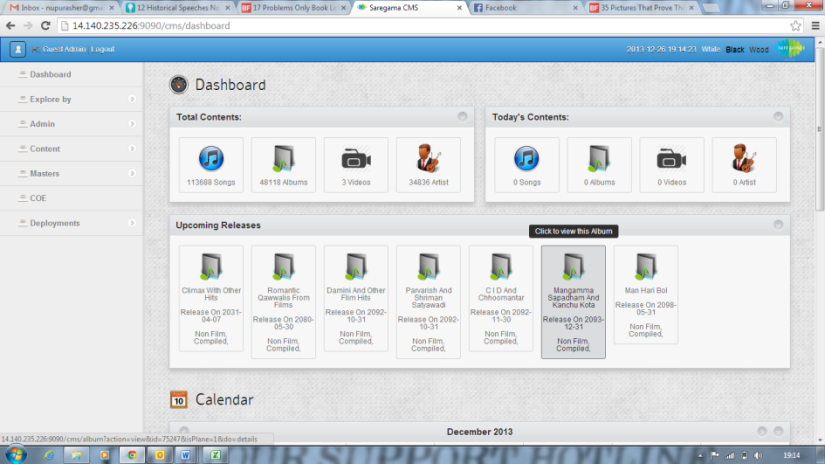 Inbox - nupurasher@gma
12 Historical Speeches No
17 Problems Only Book Lo
Saregama CMS
Facebook
35 Pictures That Prove The
14.140.235.226:9090/cms/dashboard
Guest Admin Logout
2013-12-26 19:14:23 White Black Wood
Dashboard
Explore by
Admin
Content
Masters
COE
Deployments
Dashboard
Total Contents:
113688 Songs
48118 Albums
3 Videos
34836 Artist
Today's Contents:
0 Songs
0 Albums
0 Videos
0 Artist
Upcoming Releases
Click to view this Album
Climax With Other
Hits
Release On 2031-
04-07
Non Film,
Compiled,
Romantic
Qawwalis From
Films
Release On 2080-
05-30
Non Film,
Compiled,
Damini And Other
Film Hits
Release On 2092-
10-31
Non Film,
Compiled,
Parvarish And
Shriman
Satyawadi
Release On 2092-
10-31
Non Film,
Compiled,
C I D And
Chhoomantar
Release On 2092-
11-30
Non Film,
Compiled,
Mangamma
Sapadham And
Kanchu Kota
Release On 2093-
12-31
Non Film,
Compiled,
Man Hari Bol
Release On 2098-
05-31
Non Film,
Compiled,
10
Calendar
December 2013
14.140.235.226:9090/cms/album?action=view&id=75247&isPlane=1&do=details
19:14